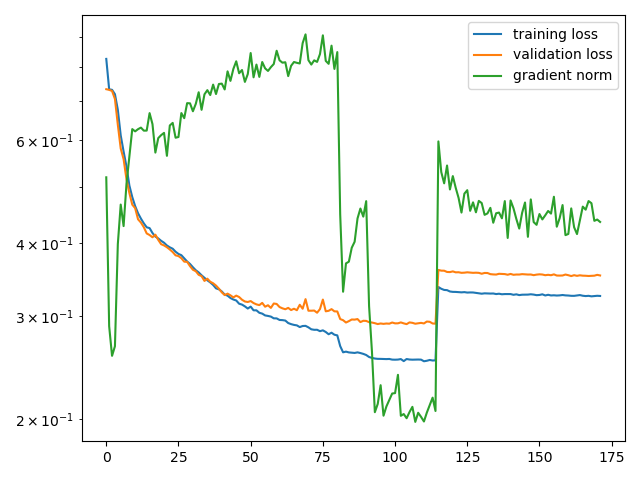 training loss
validation loss
gradient norm
6 × 10⁻¹
4 × 10⁻¹
3 × 10⁻¹
2 × 10⁻¹
0 25 50 75 100 125 150 175